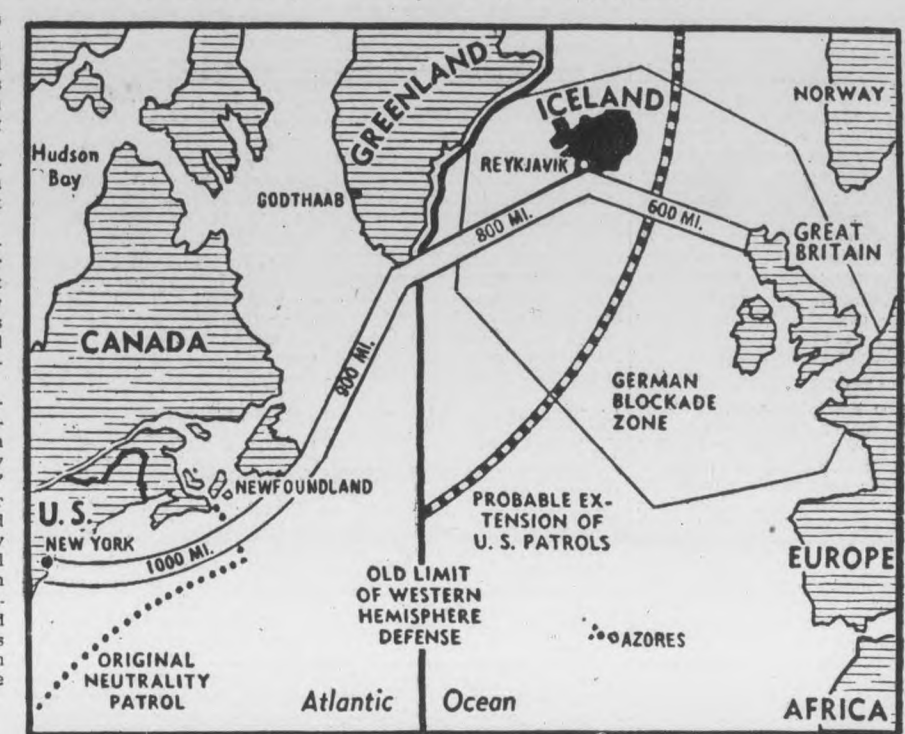 GREENLAND
ICELAND
NORWAY
Hudson
Bay
REYKJAVIK
GODTHAAB
800 MI.
600 MI.
GREAT
BRITAIN
CANADA
900 MI.
GERMAN
BLOCKADE
ZONE
NEWFOUNDLAND
PROBABLE EX-
TENSION OF
U. S. PATROLS
U. S.
NEW YORK
1000 MI.
EUROPE
OLD LIMIT
OF WESTERN
HEMISPHERE
DEFENSE
AZORES
ORIGINAL
NEUTRALITY
PATROL
Atlantic Ocean
AFRICA